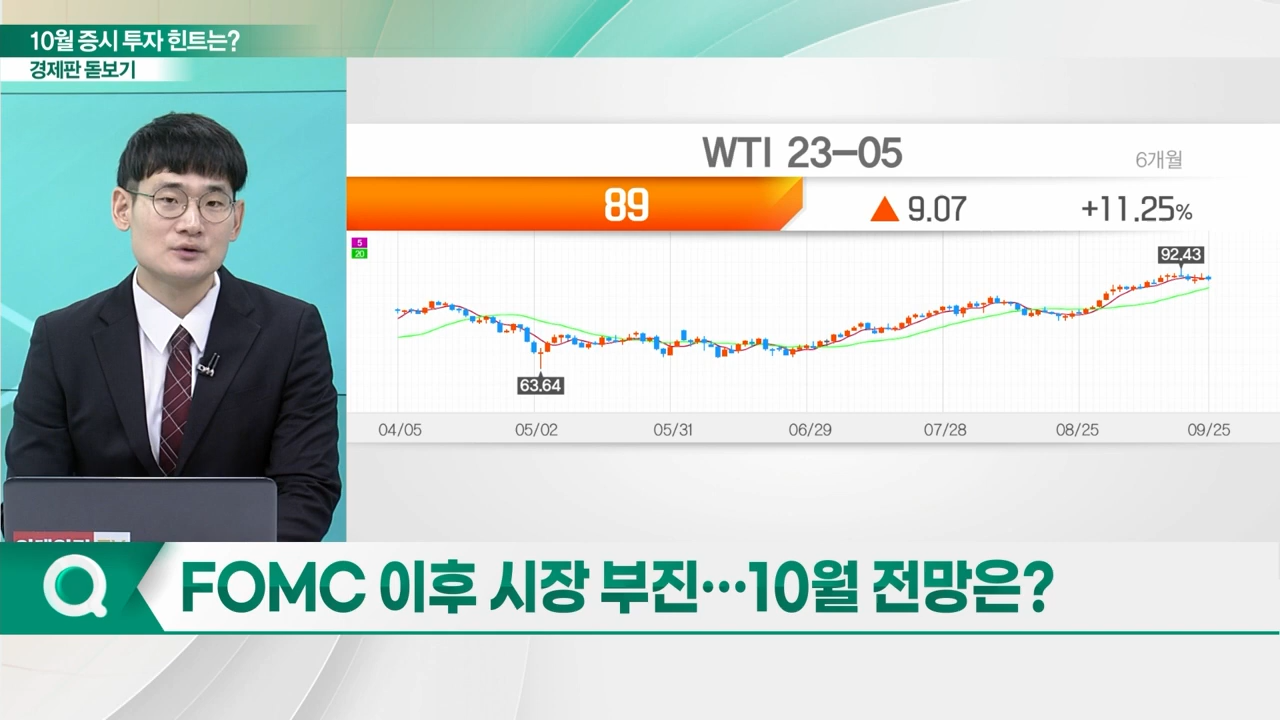 10월 증시 투자 힌트는?
경제판 돋보기
WTI 23-05
6개월
89
▲ 9.07
+11.25%
5
20
92.43
63.64
04/05
05/02
05/31
06/29
07/28
08/25
09/25
FOMC 이후 시장 부진…10월 전망은?